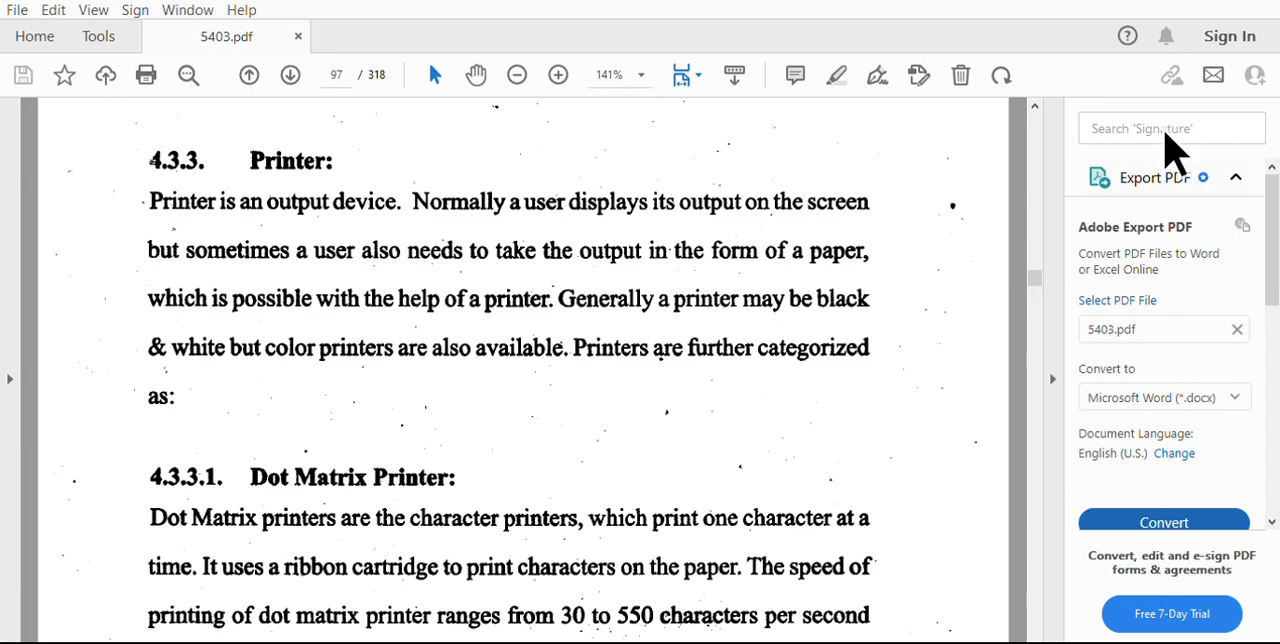 File Edit View Sign Window Help
Home Tools 5403.pdf × Sign In
97 / 318 141%
4.3.3. Printer:
Printer is an output device. Normally a user displays its output on the screen
but sometimes a user also needs to take the output in the form of a paper,
which is possible with the help of a printer. Generally a printer may be black
& white but color printers are also available. Printers are further categorized
as:
4.3.3.1. Dot Matrix Printer:
Dot Matrix printers are the character printers, which print one character at a
time. It uses a ribbon cartridge to print characters on the paper. The speed of
printing of dot matrix printer ranges from 30 to 550 characters per second
Search 'Signature'
Export PDF
Adobe Export PDF
Convert PDF Files to Word
or Excel Online
Select PDF File
5403.pdf
Convert to
Microsoft Word (*.docx)
Document Language:
English (U.S.) Change
Convert
Convert, edit and e-sign PDF
forms & agreements
Free 7-Day Trial